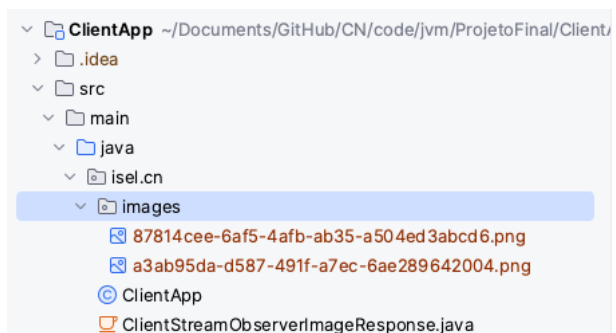 ClientApp ~/Documents/GitHub/CN/code/jvm/ProjetoFinal/ClientA
.idea
src
main
java
isel.cn
images
87814cee-6af5-4afb-ab35-a504ed3abcd6.png
a3ab95da-d587-491f-a7ec-6ae289642004.png
ClientApp
ClientStreamObserverImageResponse.java